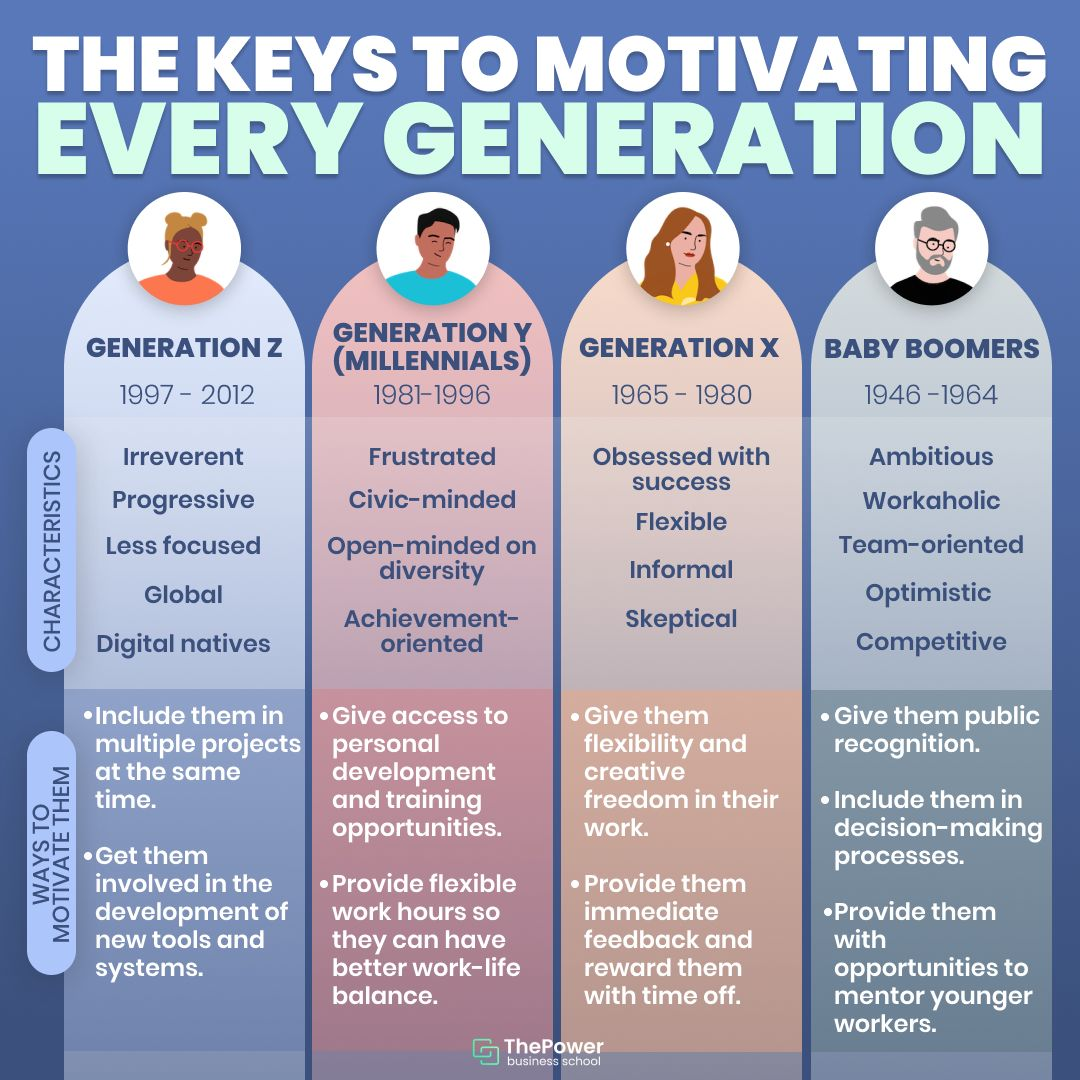 THE KEYS TO MOTIVATING
EVERY GENERATION
GENERATION Z
1997 - 2012
GENERATION Y
(MILLENNIALS)
1981-1996
GENERATION X
1965 - 1980
BABY BOOMERS
1946 -1964
CHARACTERISTICS
Irreverent
Progressive
Less focused
Global
Digital natives
Frustrated
Civic-minded
Open-minded on
diversity
Achievement-
oriented
Obsessed with
success
Flexible
Informal
Skeptical
Ambitious
Workaholic
Team-oriented
Optimistic
Competitive
WAYS TO
MOTIVATE THEM
•Include them in
multiple projects
at the same
time.
•Get them
involved in the
development of
new tools and
systems.
•Give access to
personal
development
and training
opportunities.
•Provide flexible
work hours so
they can have
better work-life
balance.
•Give them
flexibility and
creative
freedom in their
work.
•Provide them
immediate
feedback and
reward them
with time off.
•Give them public
recognition.
•Include them in
decision-making
processes.
•Provide them
with
opportunities to
mentor younger
workers.
ThePower
business school